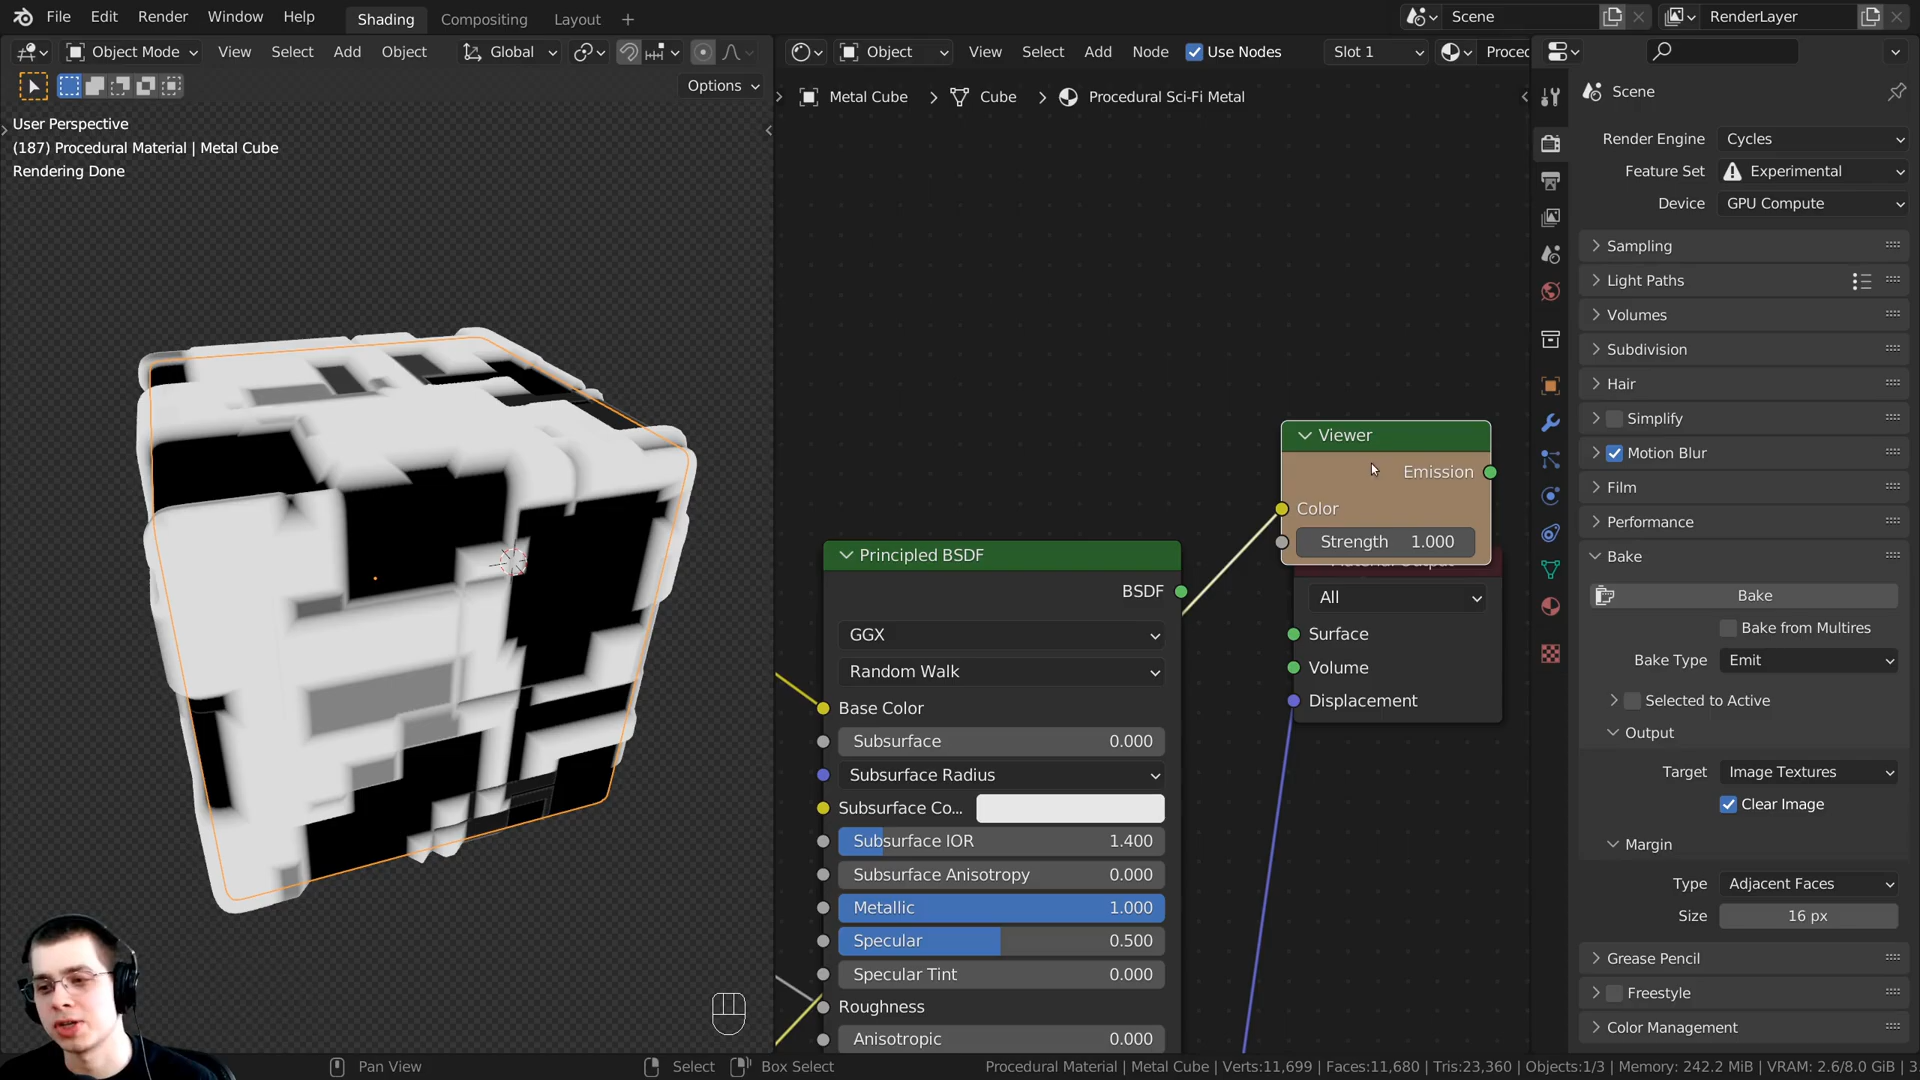 File Edit Render Window Help Shading Compositing Layout + Scene RenderLayer
Object Mode View Select Add Object Global Object View Select Add Node Use Nodes Slot 1 Proced
Options
Metal Cube Cube Procedural Sci-Fi Metal
User Perspective
(187) Procedural Material | Metal Cube
Rendering Done
Viewer
Emission
Color
Strength 1.000
All
Surface
Volume
Displacement
Principled BSDF
BSDF
GGX
Random Walk
Base Color
Subsurface 0.000
Subsurface Radius
Subsurface Co...
Subsurface IOR 1.400
Subsurface Anisotropy 0.000
Metallic 1.000
Specular 0.500
Specular Tint 0.000
Roughness
Anisotropic 0.000
Scene
Render Engine Cycles
Feature Set Experimental
Device GPU Compute
Sampling
Light Paths
Volumes
Subdivision
Hair
Simplify
Motion Blur
Film
Performance
Bake
Bake
Bake from Multires
Bake Type Emit
Selected to Active
Output
Target Image Textures
Clear Image
Margin
Type Adjacent Faces
Size 16 px
Grease Pencil
Freestyle
Color Management
Pan View Select Box Select Procedural Material | Metal Cube | Verts:11,699 | Faces:11,680 | Tris:23,360 | Objects:1/3 | Memory: 242.2 MiB | VRAM: 2.6/8.0 GiB | 3